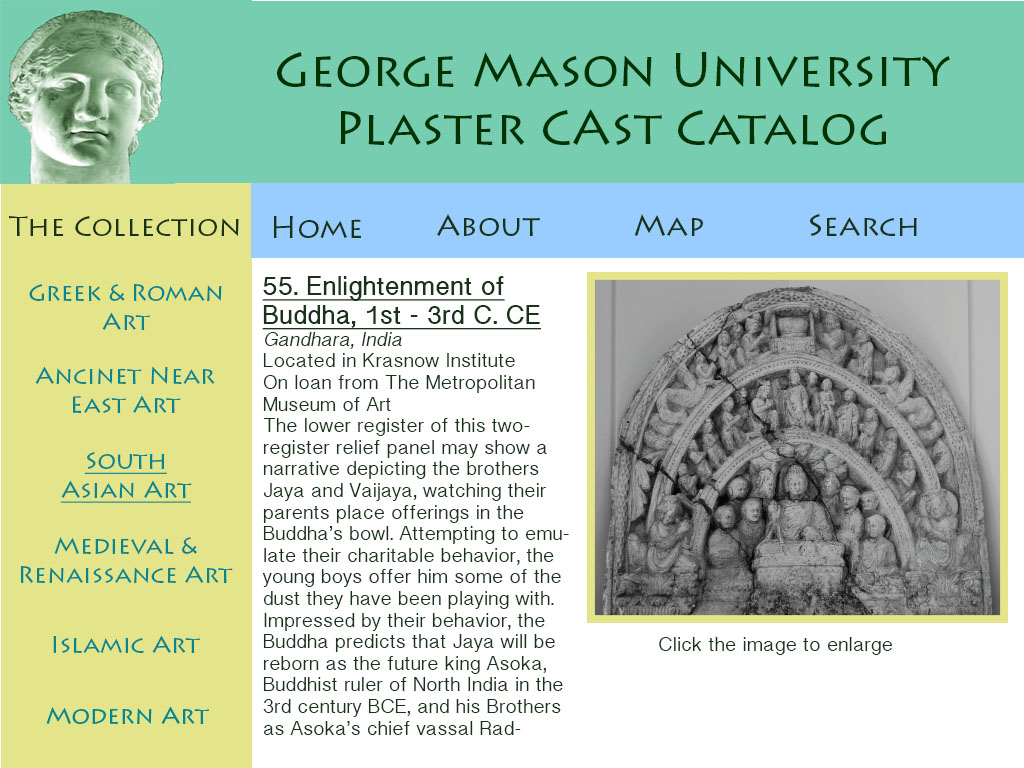 George Mason University
Plaster CAst Catalog
The Collection
Home
About
Map
Search
Greek & Roman
Art
Ancinet Near
East Art
South
Asian Art
Medieval &
Renaissance Art
Islamic Art
Modern Art
55. Enlightenment of
Buddha, 1st - 3rd C. CE
Gandhara, India
Located in Krasnow Institute
On loan from The Metropolitan
Museum of Art
The lower register of this two-
register relief panel may show a
narrative depicting the brothers
Jaya and Vaijaya, watching their
parents place offerings in the
Buddha’s bowl. Attempting to emu-
late their charitable behavior, the
young boys offer him some of the
dust they have been playing with.
Impressed by their behavior, the
Buddha predicts that Jaya will be
reborn as the future king Asoka,
Buddhist ruler of North India in the
3rd century BCE, and his Brothers
as Asoka’s chief vassal Rad-
Click the image to enlarge